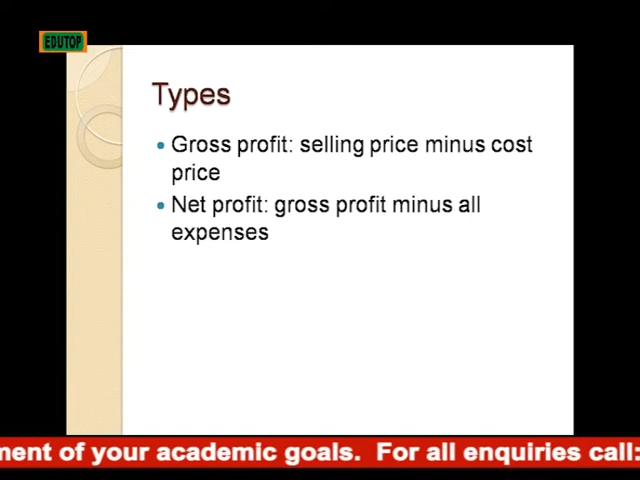 EDUTOP
Types
Gross profit: selling price minus cost
price
Net profit: gross profit minus all
expenses
of your academic goals. For all enquiries call: